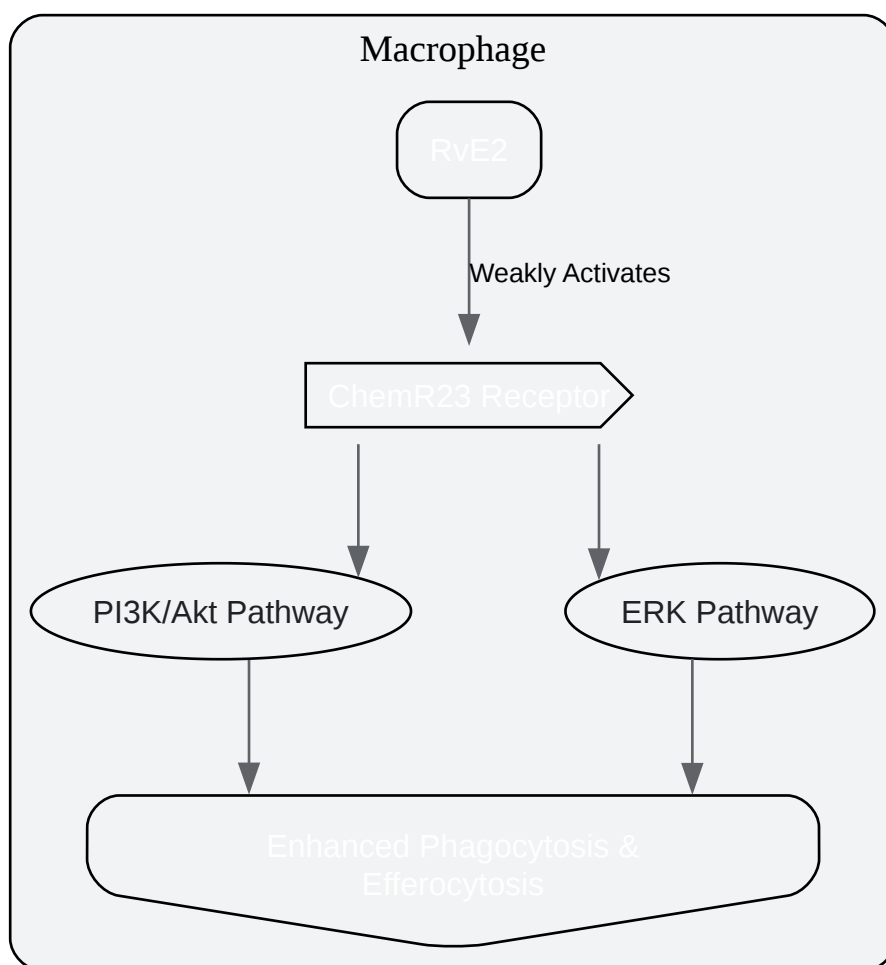 Macrophage
RvE2
Weakly Activates
ChemR23 Receptor
PI3K/Akt Pathway
ERK Pathway
Enhanced Phagocytosis &
Efferocytosis